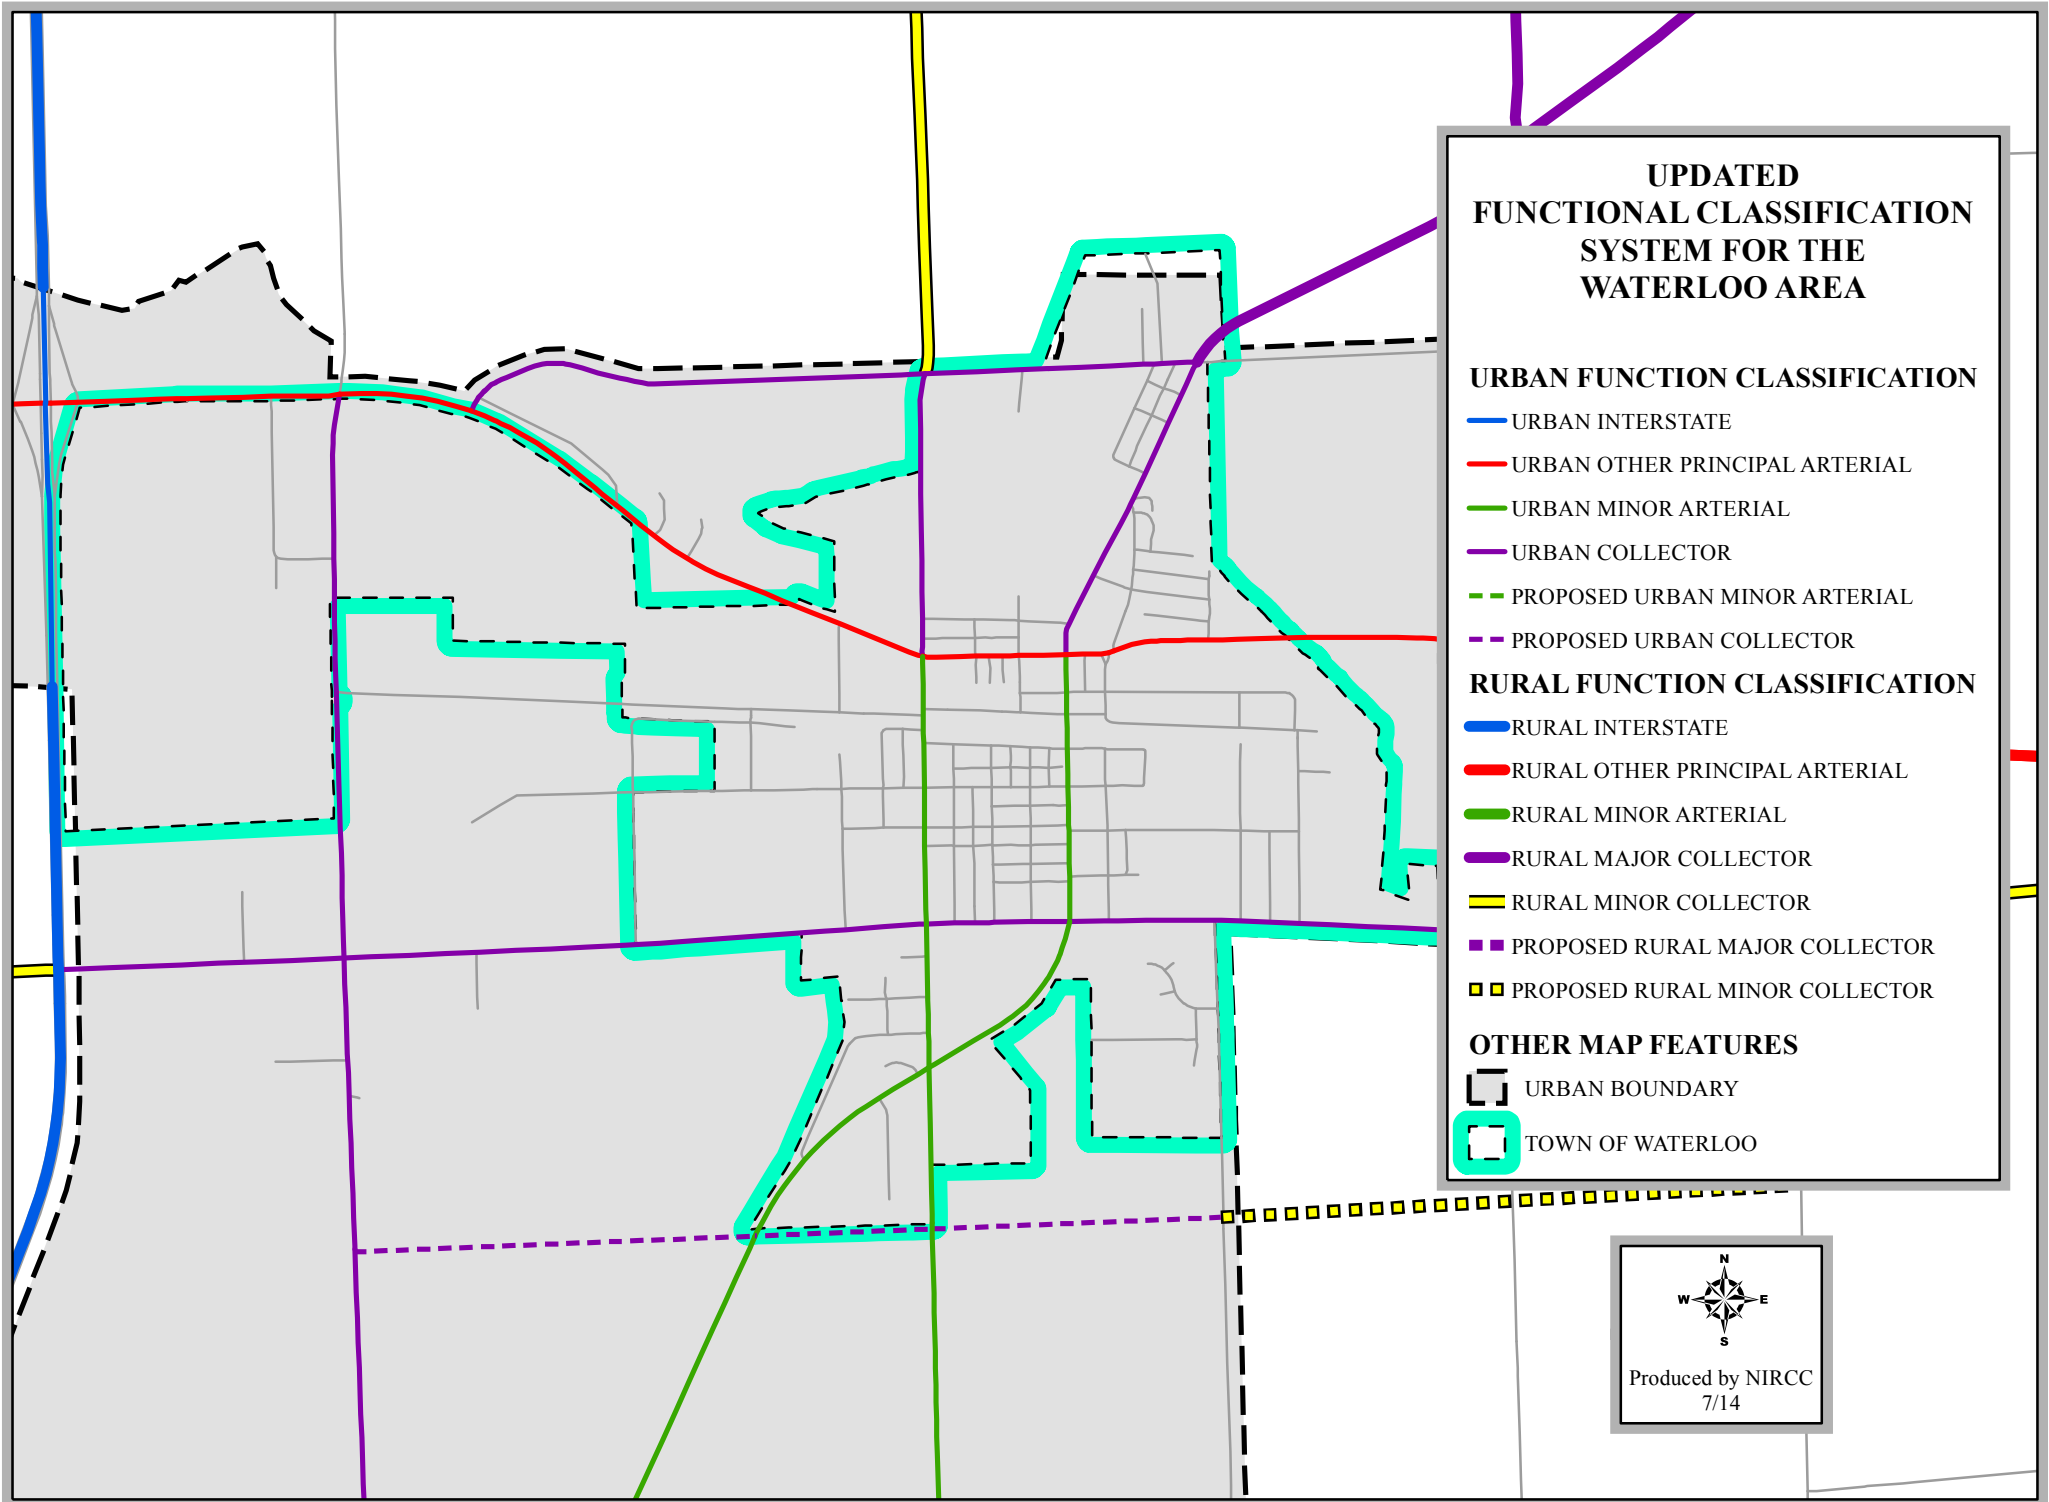 UPDATED
FUNCTIONAL CLASSIFICATION
SYSTEM FOR THE
WATERLOO AREA
URBAN FUNCTION CLASSIFICATION
URBAN INTERSTATE
URBAN OTHER PRINCIPAL ARTERIAL
URBAN MINOR ARTERIAL
URBAN COLLECTOR
PROPOSED URBAN MINOR ARTERIAL
PROPOSED URBAN COLLECTOR
RURAL FUNCTION CLASSIFICATION
RURAL INTERSTATE
RURAL OTHER PRINCIPAL ARTERIAL
RURAL MINOR ARTERIAL
RURAL MAJOR COLLECTOR
RURAL MINOR COLLECTOR
PROPOSED RURAL MAJOR COLLECTOR
PROPOSED RURAL MINOR COLLECTOR
OTHER MAP FEATURES
URBAN BOUNDARY
TOWN OF WATERLOO
N
W E
S
Produced by NIRCC
7/14